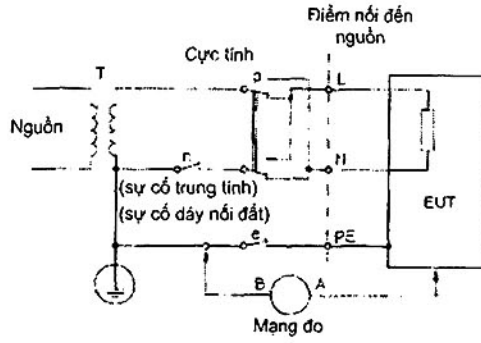 Điểm nối đến
nguồn
Cực tính
T
p
L
Nguồn
n
N
(sự cố trung tính)
(sự cố dây nối đất)
EUT
e
PE
B
A
Mạng đo